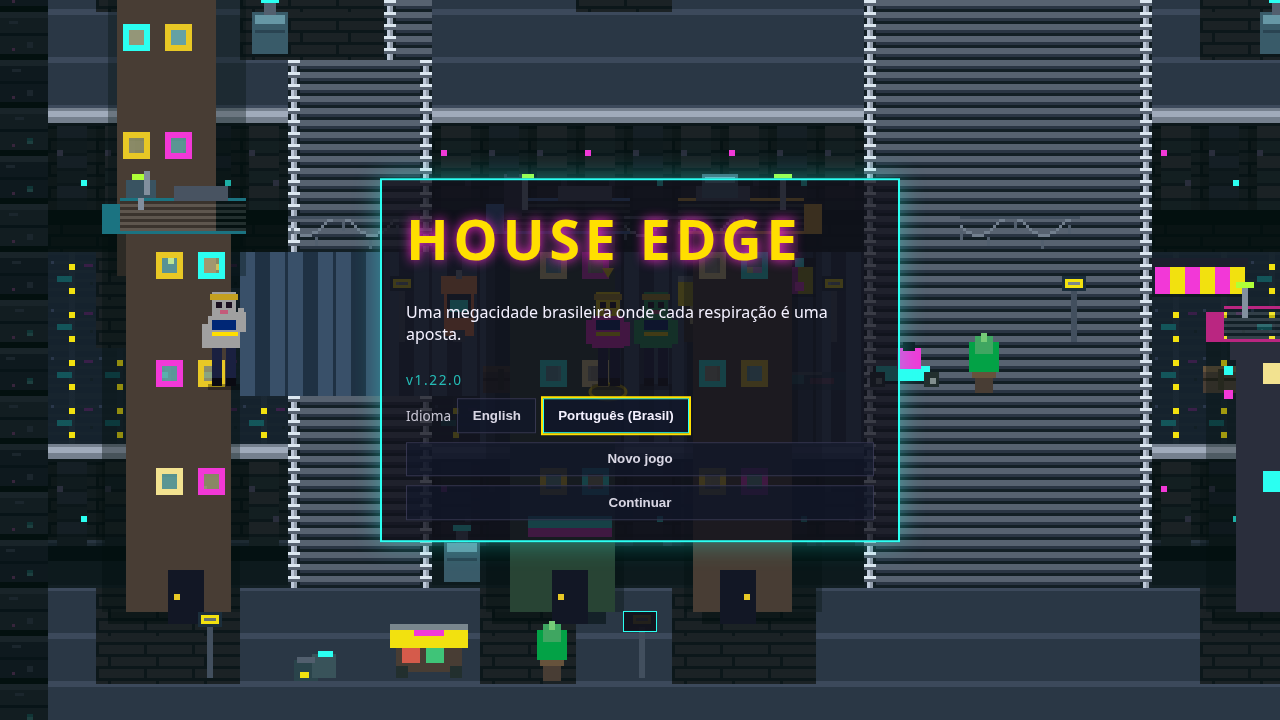 HOUSE EDGE
Uma megacidade brasileira onde cada respiração é uma
aposta.
v1.22.0
Idioma English Português (Brasil)
Novo jogo
Continuar